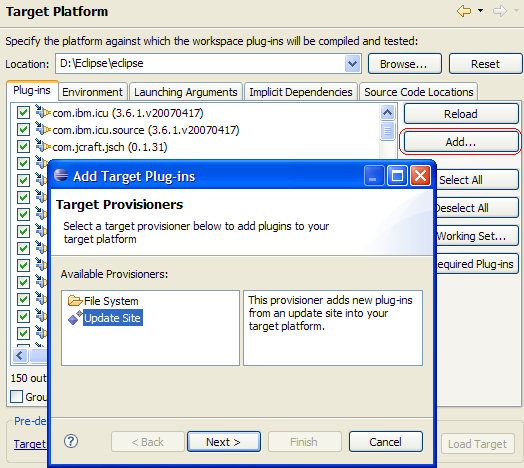 Target Platform
Specify the platform against which the workspace plug-ins will be compiled and tested:
Location: D:\Eclipse\eclipse Browse... Reset
Plug-ins Environment Launching Arguments Implicit Dependencies Source Code Locations
com.ibm.icu (3.6.1.v20070417) Reload
com.ibm.icu.source (3.6.1.v20070417)
com.jcraft.jsch (0.1.31) Add...
Add Target Plug-ins
Select All
Target Provisioners
Deselect All
Select a target provisioner below to add plugins to your
target platform
Working Set...
Required Plug-ins
Available Provisioners:
File System
Update Site
This provisioner adds new plug-ins
from an update site into your
target platform.
150 out
Grou
Pre-de
Target
Load Target
? < Back Next > Finish Cancel